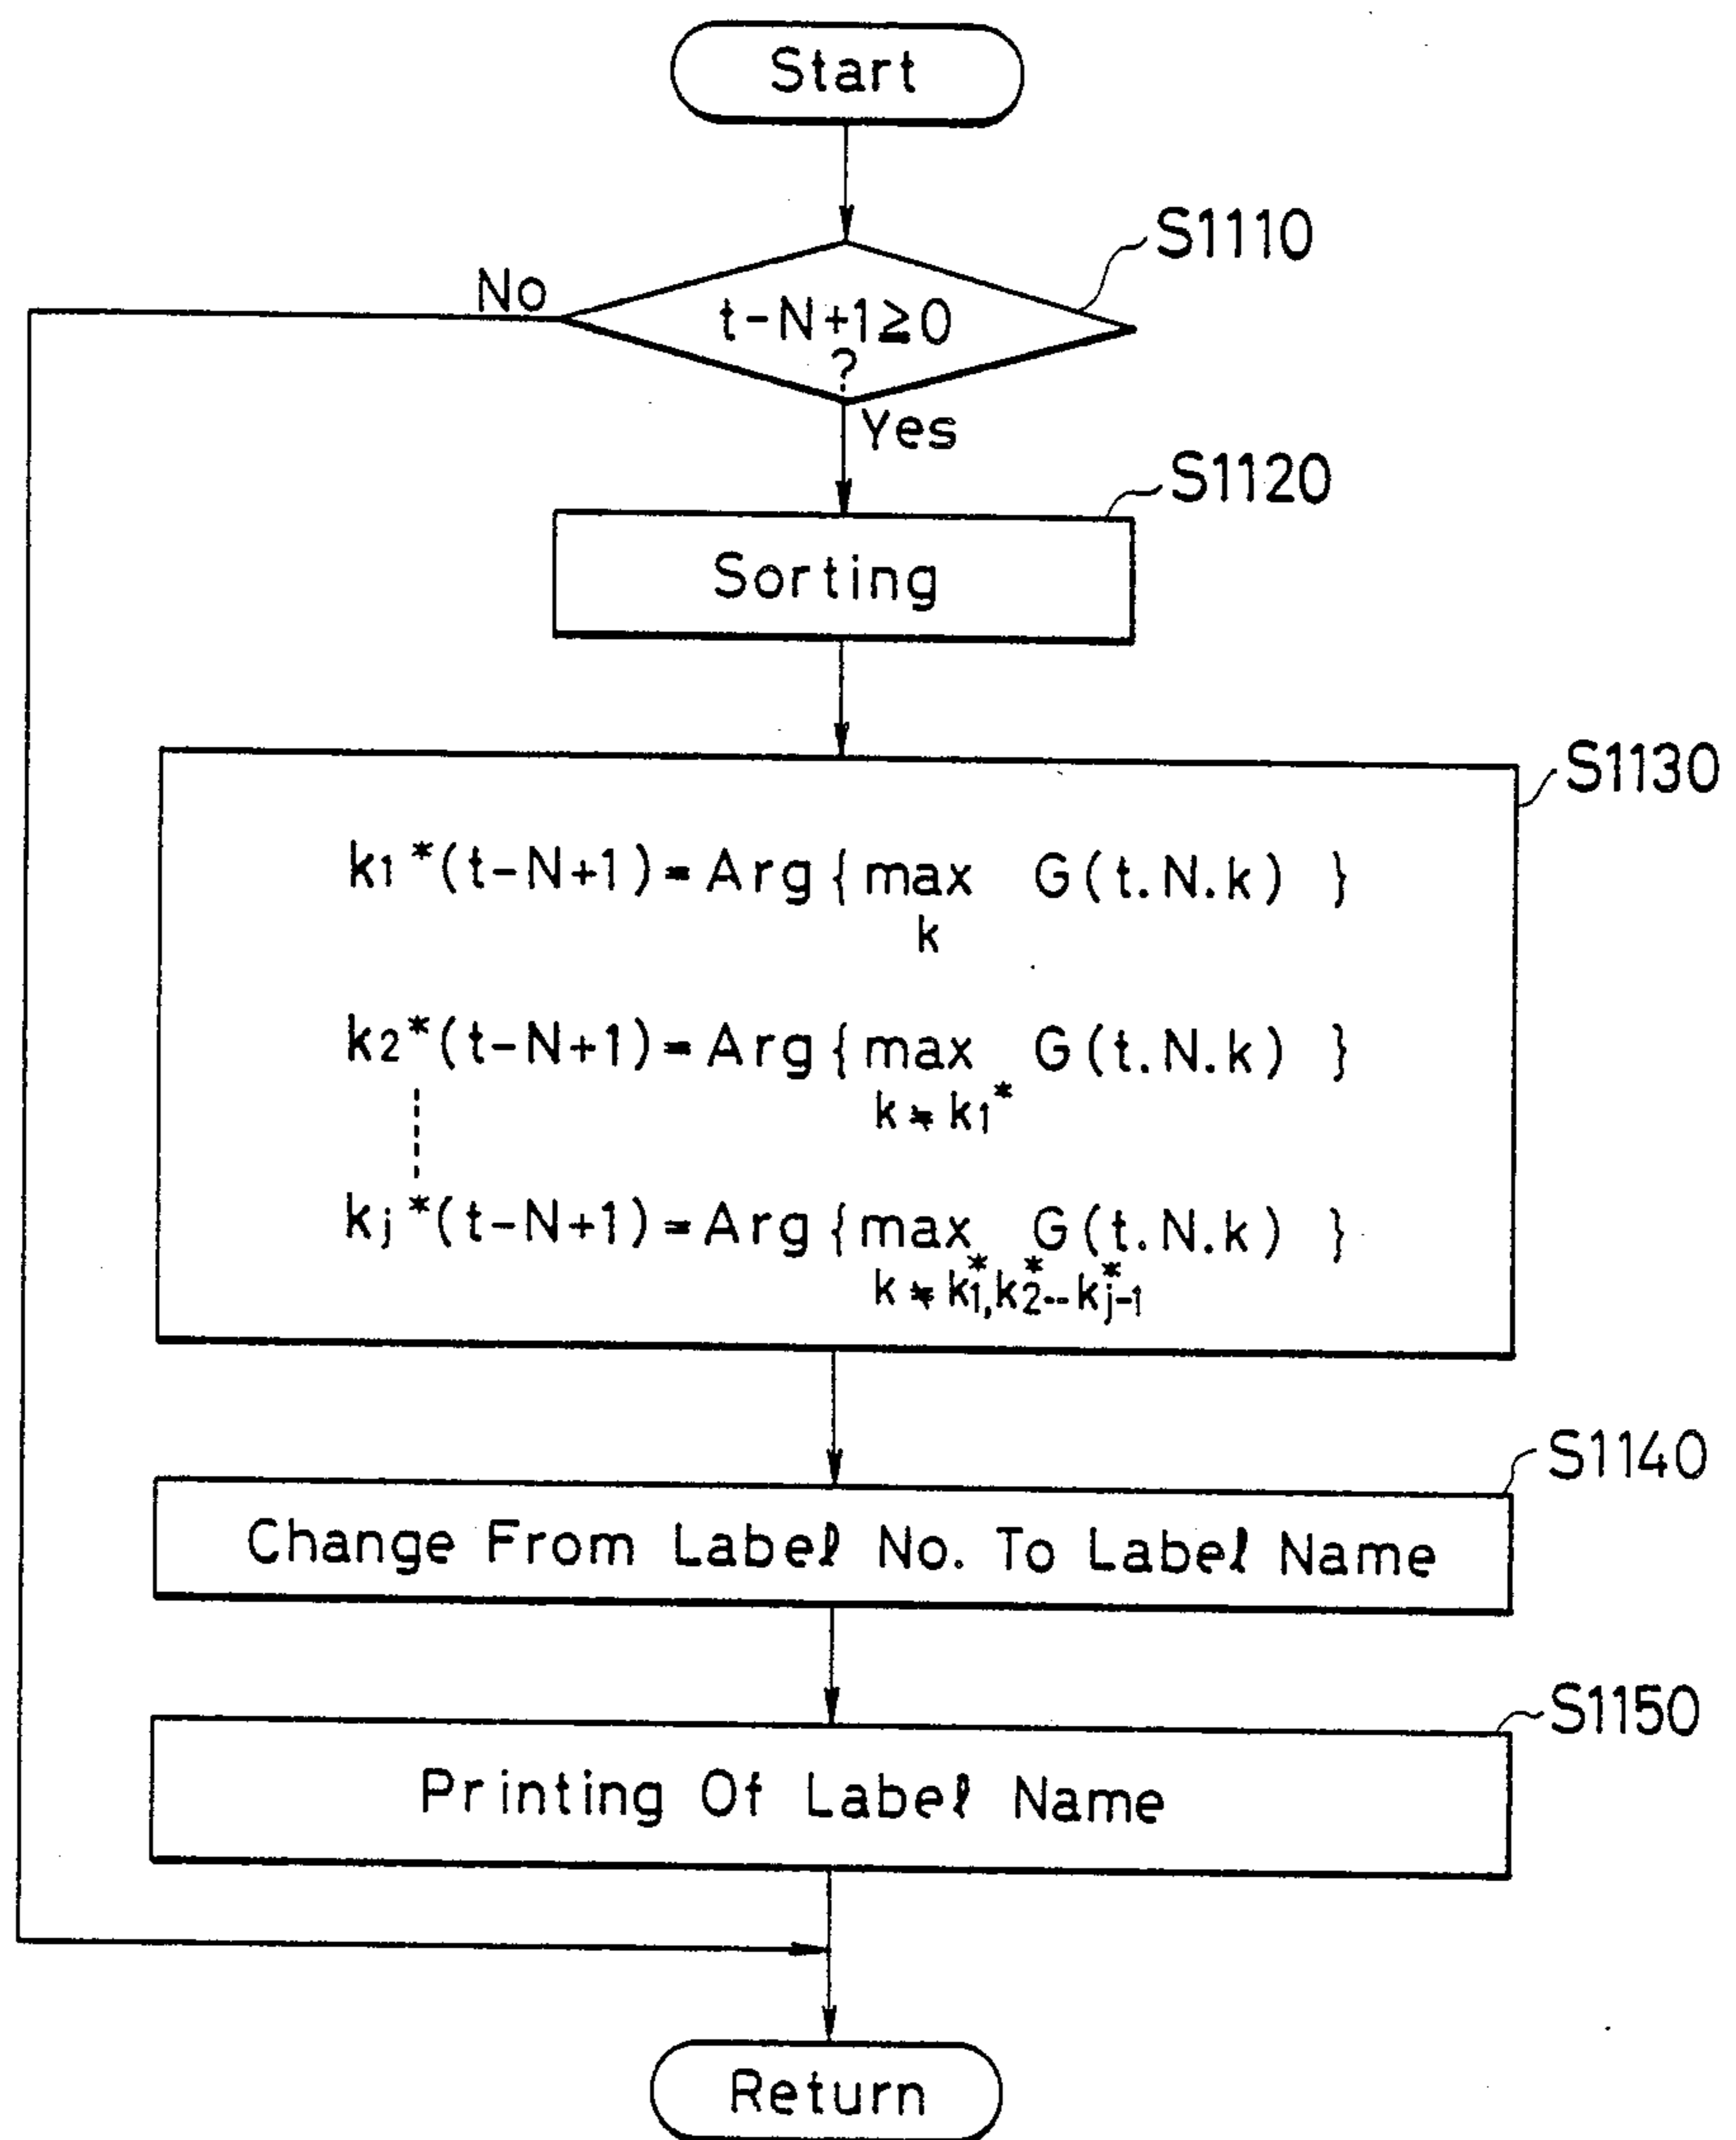 Start
S1110
No
t-N+1≧0
?
Yes
S1120
Sorting
S1130
k1*(t-N+1)=Arg{max G(t.N.k) }
k
k2*(t-N+1)=Arg{max G(t.N.k) }
k≠k1*
kj*(t-N+1)=Arg{max G(t.N.k) }
k≠k1*,k2*--kj-1*
S1140
Change From Label No. To Label Name
S1150
Printing Of Label Name
Return